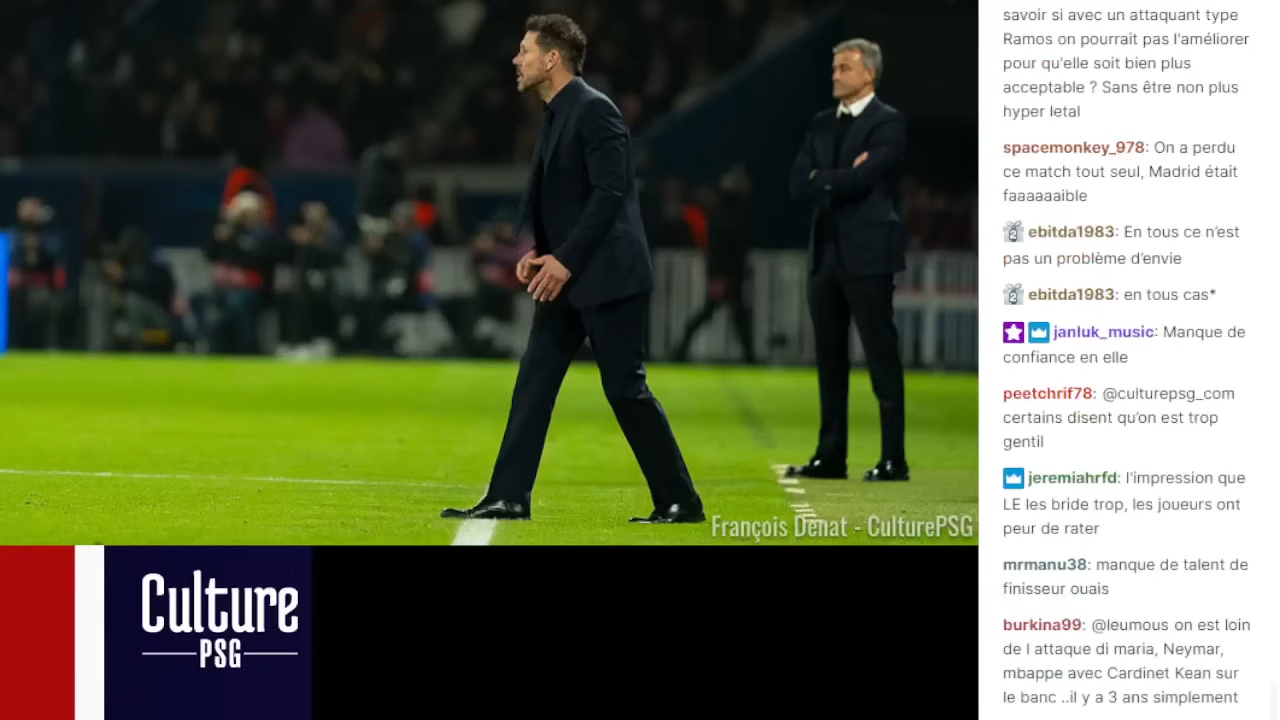 François Denat - CulturePSG
Culture
PSG
savoir si avec un attaquant type
Ramos on pourrait pas l'améliorer
pour qu'elle soit bien plus
acceptable ? Sans être non plus
hyper letal
spacemonkey_978: On a perdu
ce match tout seul, Madrid était
faaaaaible
2 ebitda1983: En tous ce n’est
pas un problème d’envie
2 ebitda1983: en tous cas*
janluk_music: Manque de
confiance en elle
peetchrif78: @culturepsg_com
certains disent qu’on est trop
gentil
jeremiahrfd: l'impression que
LE les bride trop, les joueurs ont
peur de rater
mrmanu38: manque de talent de
finisseur ouais
burkina99: @leumous on est loin
de l attaque di maria, Neymar,
mbappe avec Cardinet Kean sur
le banc ..il y a 3 ans simplement